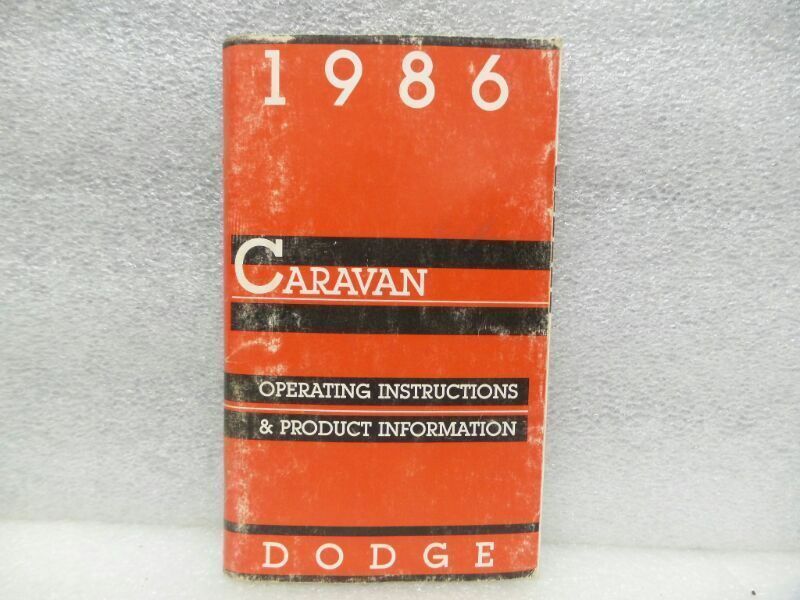 1986
CARAVAN
OPERATING INSTRUCTIONS
& PRODUCT INFORMATION
DODGE